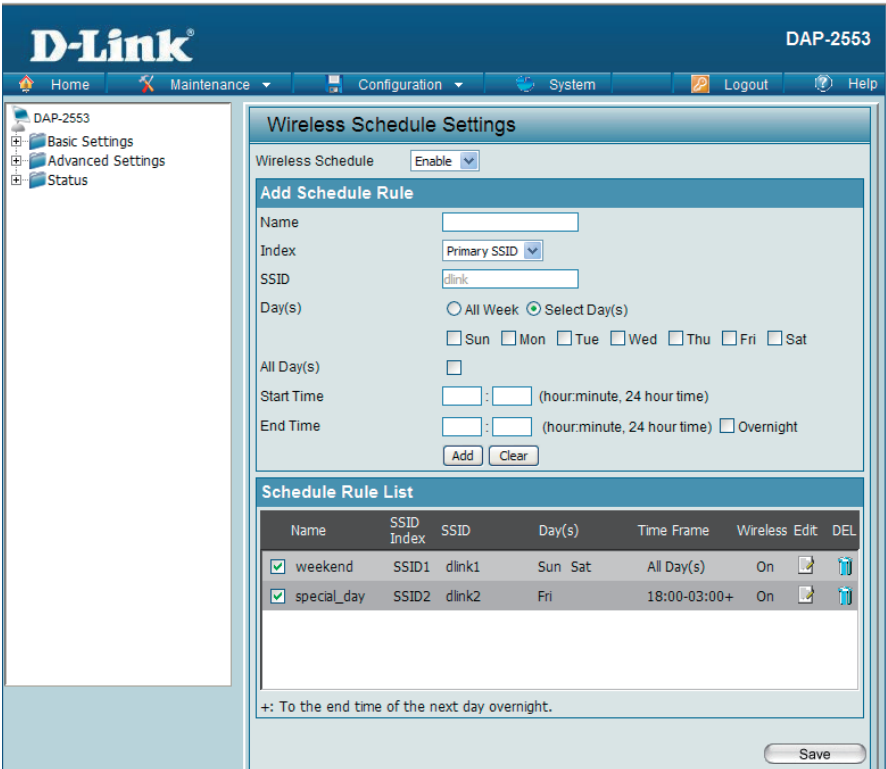 D-Link®
DAP-2553
Home Maintenance Configuration System Logout Help
DAP-2553
Basic Settings
Advanced Settings
Status
Wireless Schedule Settings
Wireless Schedule Enable
Add Schedule Rule
Name
Index Primary SSID
SSID dlink
Day(s) All Week Select Day(s)
Sun Mon Tue Wed Thu Fri Sat
All Day(s)
Start Time : (hour:minute, 24 hour time)
End Time : (hour:minute, 24 hour time) Overnight
Add Clear
Schedule Rule List
Name SSID Index SSID Day(s) Time Frame Wireless Edit DEL
weekend SSID1 dlink1 Sun Sat All Day(s) On
special_day SSID2 dlink2 Fri 18:00-03:00+ On
+: To the end time of the next day overnight.
Save